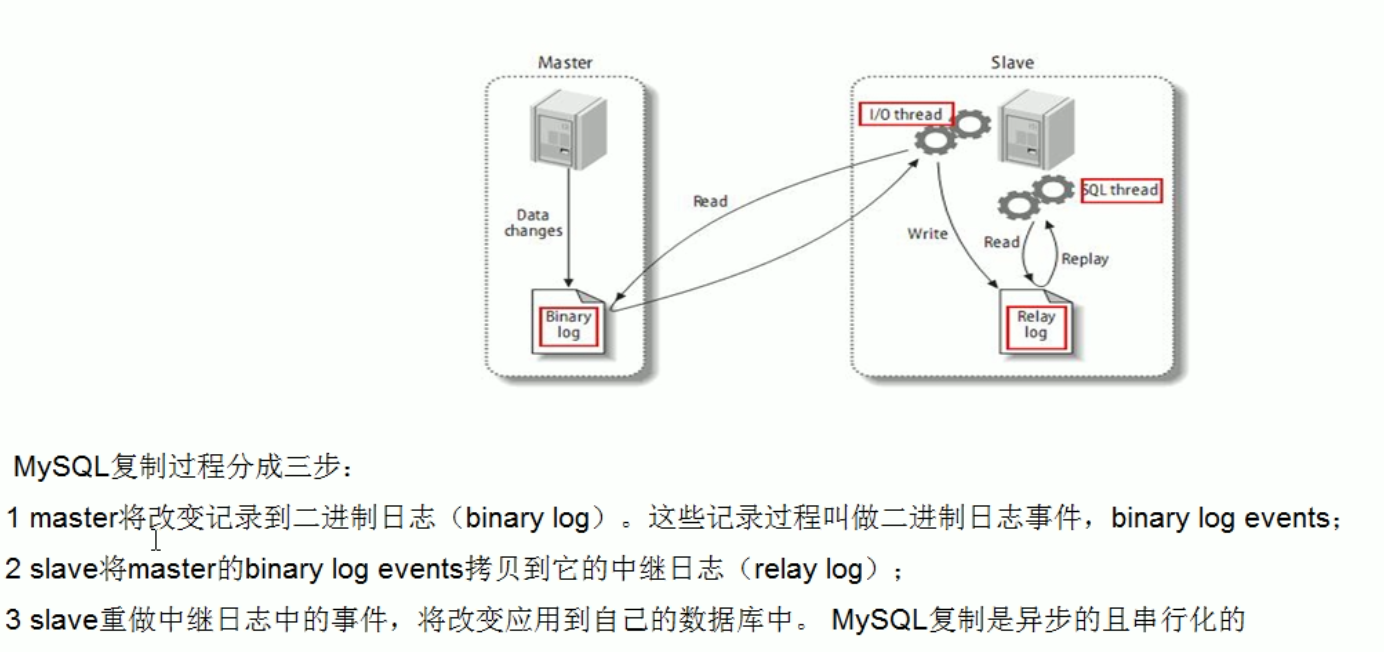 Master
Slave
I/O thread
SQL thread
Read
Data
changes
Write
Read
Replay
Binary
log
Relay
log
MySQL复制过程分成三步：
1 master将改变记录到二进制日志（binary log）。这些记录过程叫做二进制日志事件，binary log events；
2 slave将master的binary log events拷贝到它的中继日志（relay log）；
3 slave重做中继日志中的事件，将改变应用到自己的数据库中。 MySQL复制是异步的且串行化的